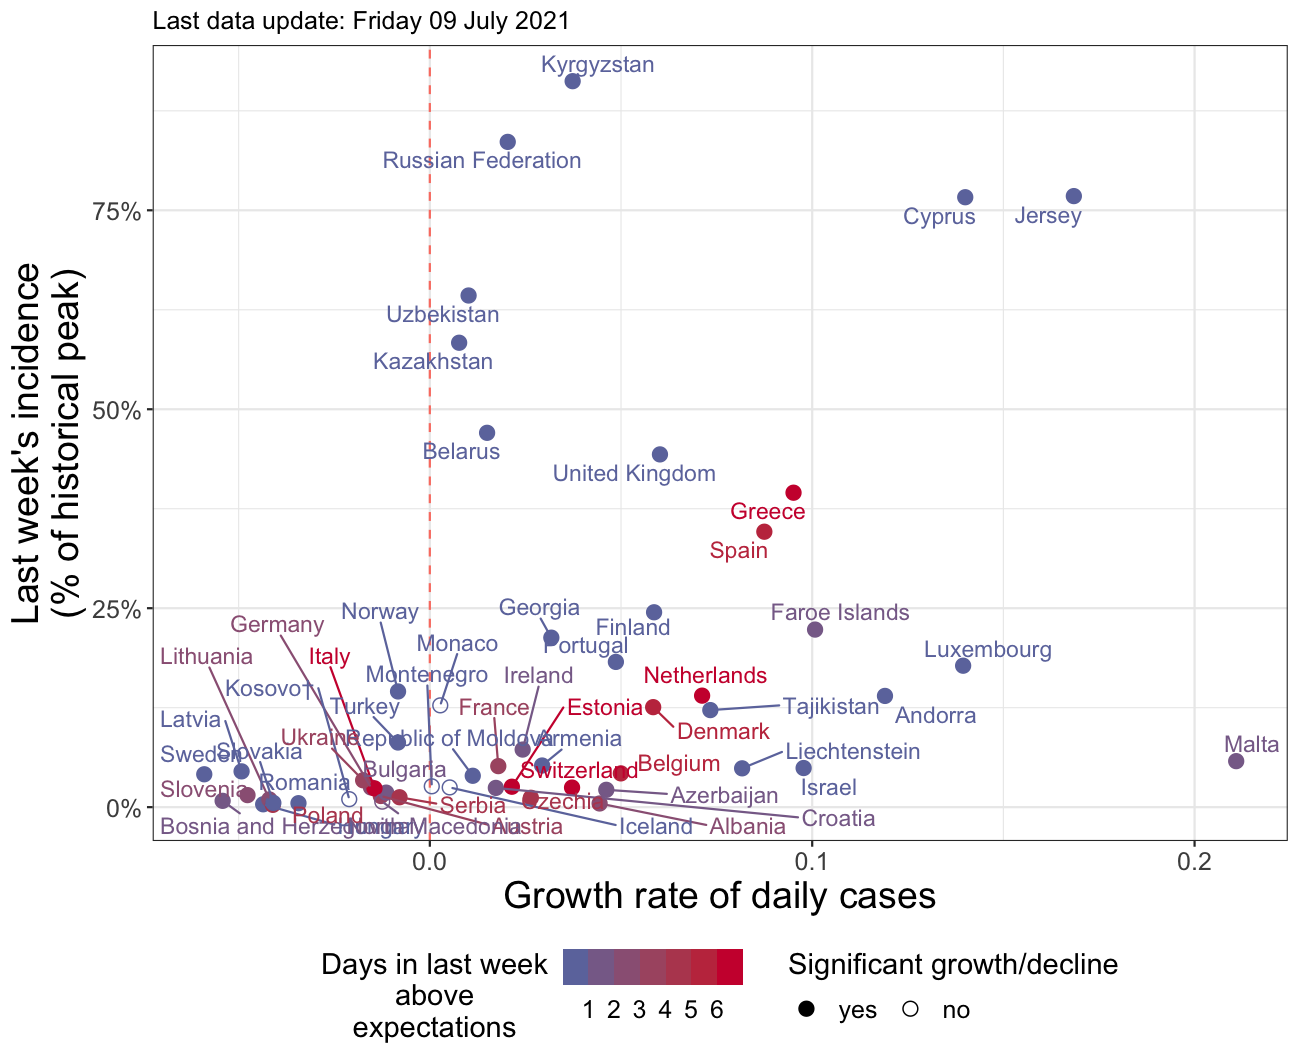 Last data update: Friday 09 July 2021
Last week's incidence
(% of historical peak)
75%
50%
25%
0%
Kyrgyzstan
Russian Federation
Cyprus
Jersey
Uzbekistan
Kazakhstan
Belarus
United Kingdom
Greece
Spain
Norway
Georgia
Faroe Islands
Germany
Finland
Monaco
Portugal
Lithuania
Italy
Luxembourg
Montenegro
Ireland
Netherlands
Kosovo†
Turkey
France
Estonia
Tajikistan
Andorra
Latvia
Denmark
Ukraine
Republic of Moldova
Armenia
Malta
Sweden
Slovakia
Liechtenstein
Bulgaria
Switzerland
Belgium
Slovenia
Romania
Israel
Azerbaijan
Serbia
Czechia
Poland
Croatia
Bosnia and Herzegovina
North Macedonia
Austria
Iceland
Albania
0.0
0.1
0.2
Growth rate of daily cases
Days in last week
above
expectations
1 2 3 4 5 6
Significant growth/decline
yes
no